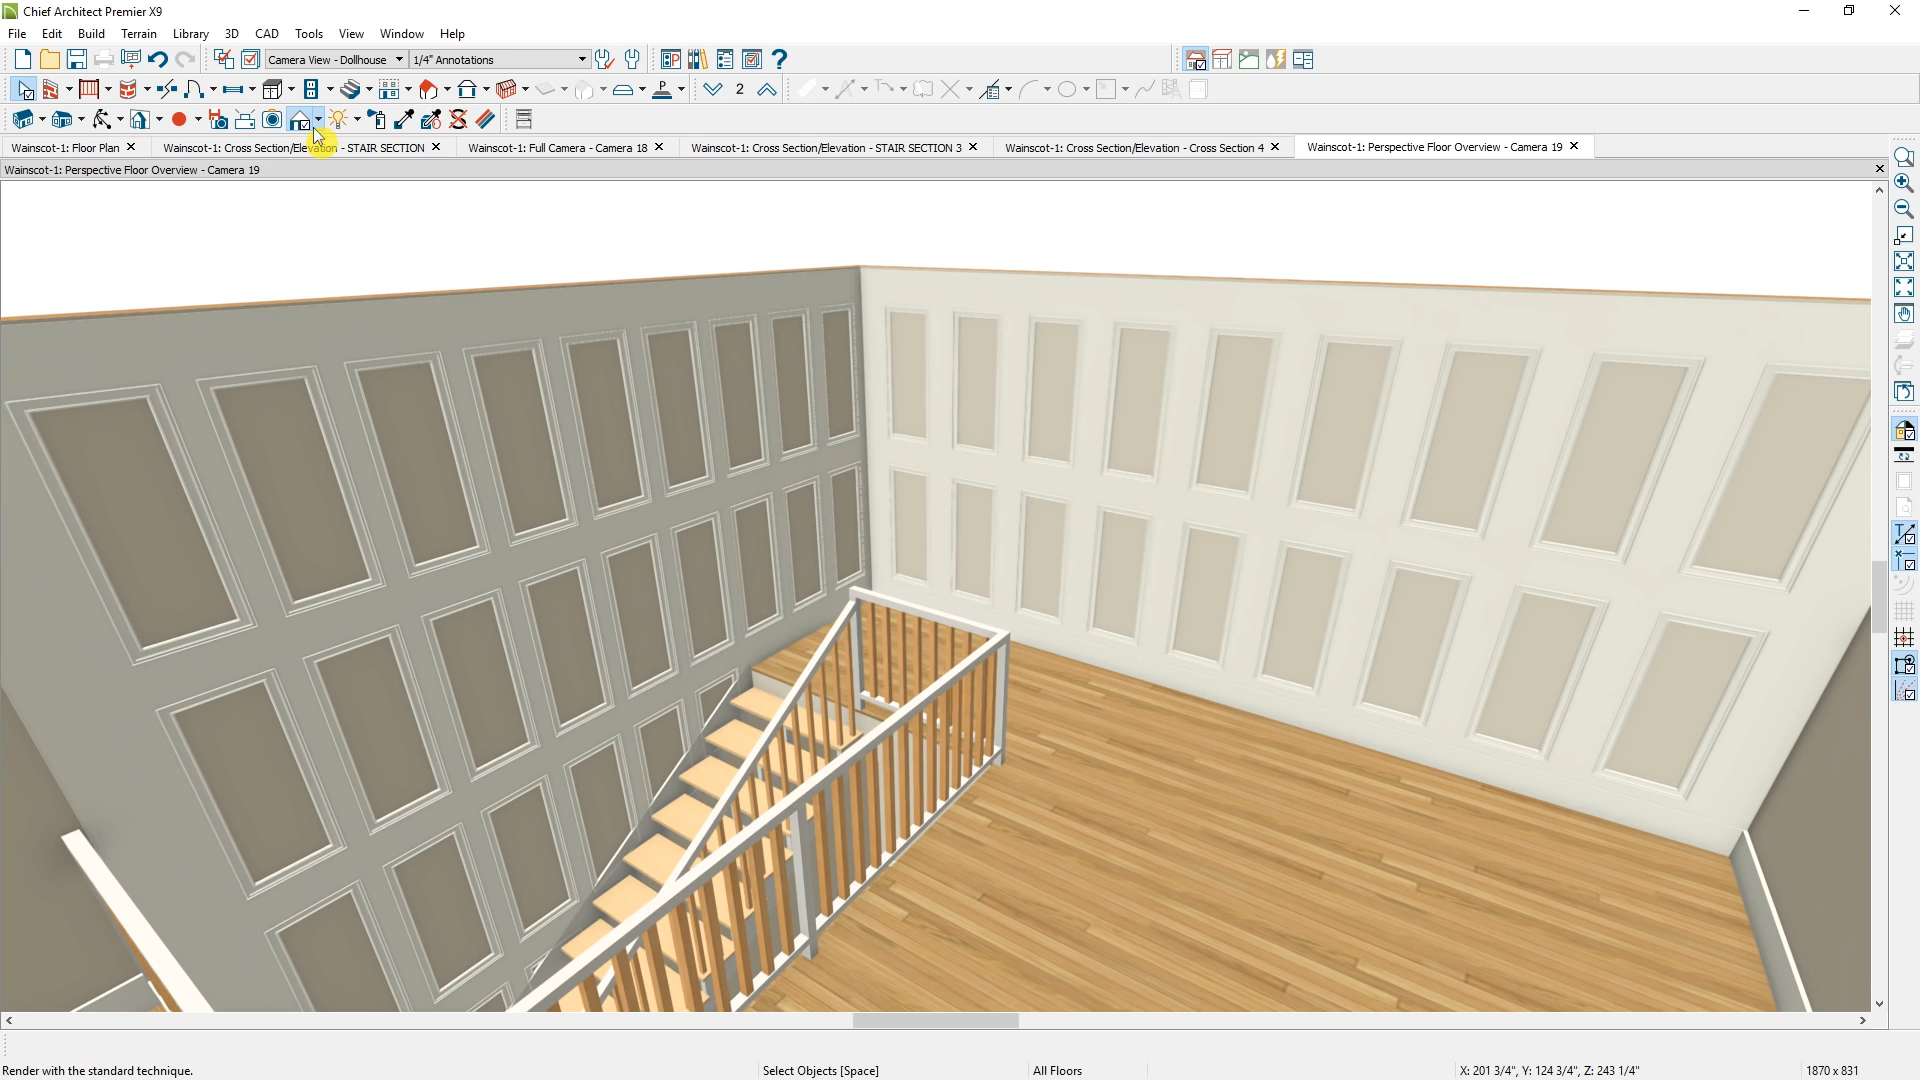 Chief Architect Premier X9
File Edit Build Terrain Library 3D CAD Tools View Window Help
Camera View - Dollhouse 1/4" Annotations
P 2
Wainscot-1: Floor Plan Wainscot-1: Cross Section/Elevation - STAIR SECTION Wainscot-1: Full Camera - Camera 18 Wainscot-1: Cross Section/Elevation - STAIR SECTION 3 Wainscot-1: Cross Section/Elevation - Cross Section 4 Wainscot-1: Perspective Floor Overview - Camera 19
Wainscot-1: Perspective Floor Overview - Camera 19
Render with the standard technique. Select Objects [Space] All Floors X: 201 3/4", Y: 124 3/4", Z: 243 1/4" 1870 x 831